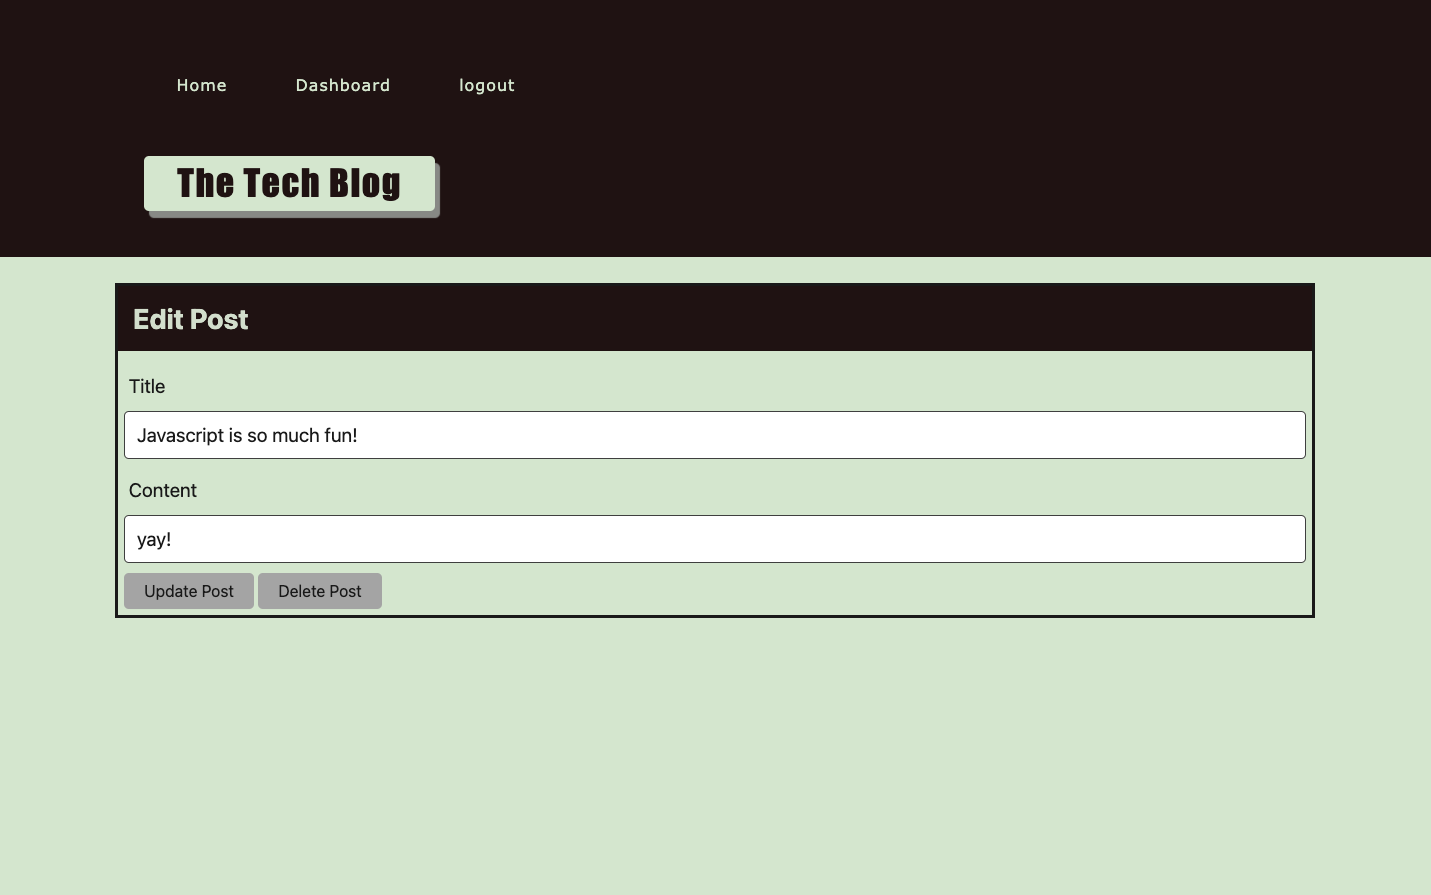 Home Dashboard logout
The Tech Blog
Edit Post
Title
Javascript is so much fun!
Content
yay!
Update Post Delete Post